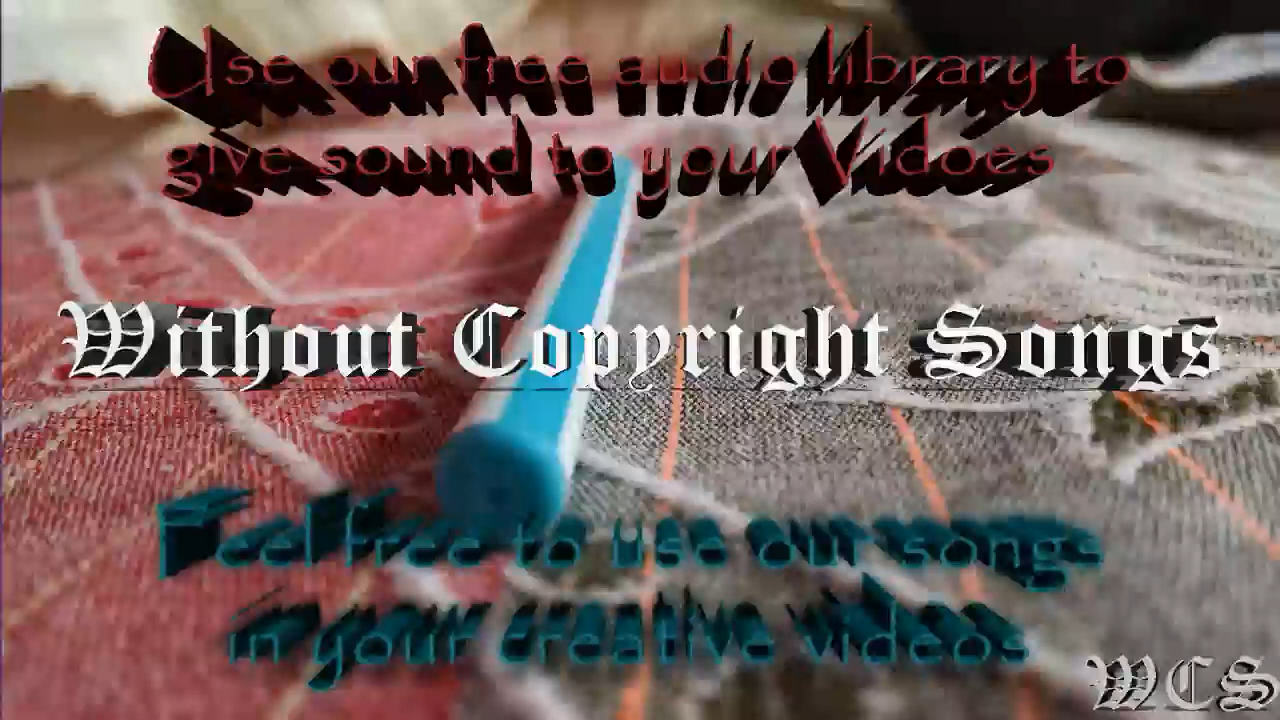 Use our free audio library to
give sound to your Vidoes
Without Copyright Songs
Feel free to use our songs
in your creative videos
WCS